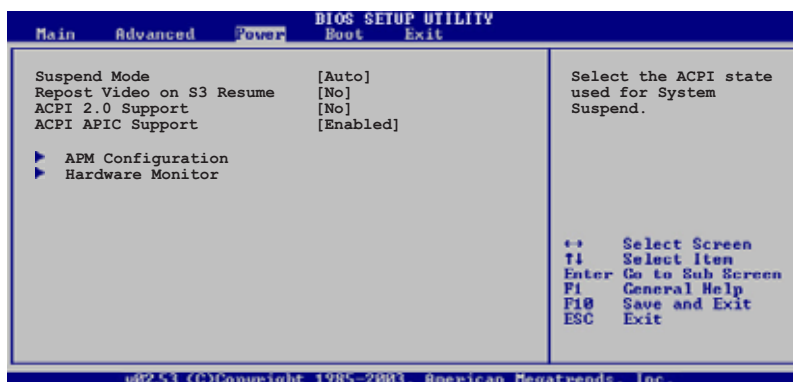 BIOS SETUP UTILITY
Main Advanced Power Boot Exit
Suspend Mode [Auto]
Repost Video on S3 Resume [No]
ACPI 2.0 Support [No]
ACPI APIC Support [Enabled]
APM Configuration
Hardware Monitor
Select the ACPI state
used for System
Suspend.
↔ Select Screen
↑↓ Select Item
Enter Go to Sub Screen
F1 General Help
F10 Save and Exit
ESC Exit
v02.53 (C)Copyright 1985-2003, American Megatrends, Inc.